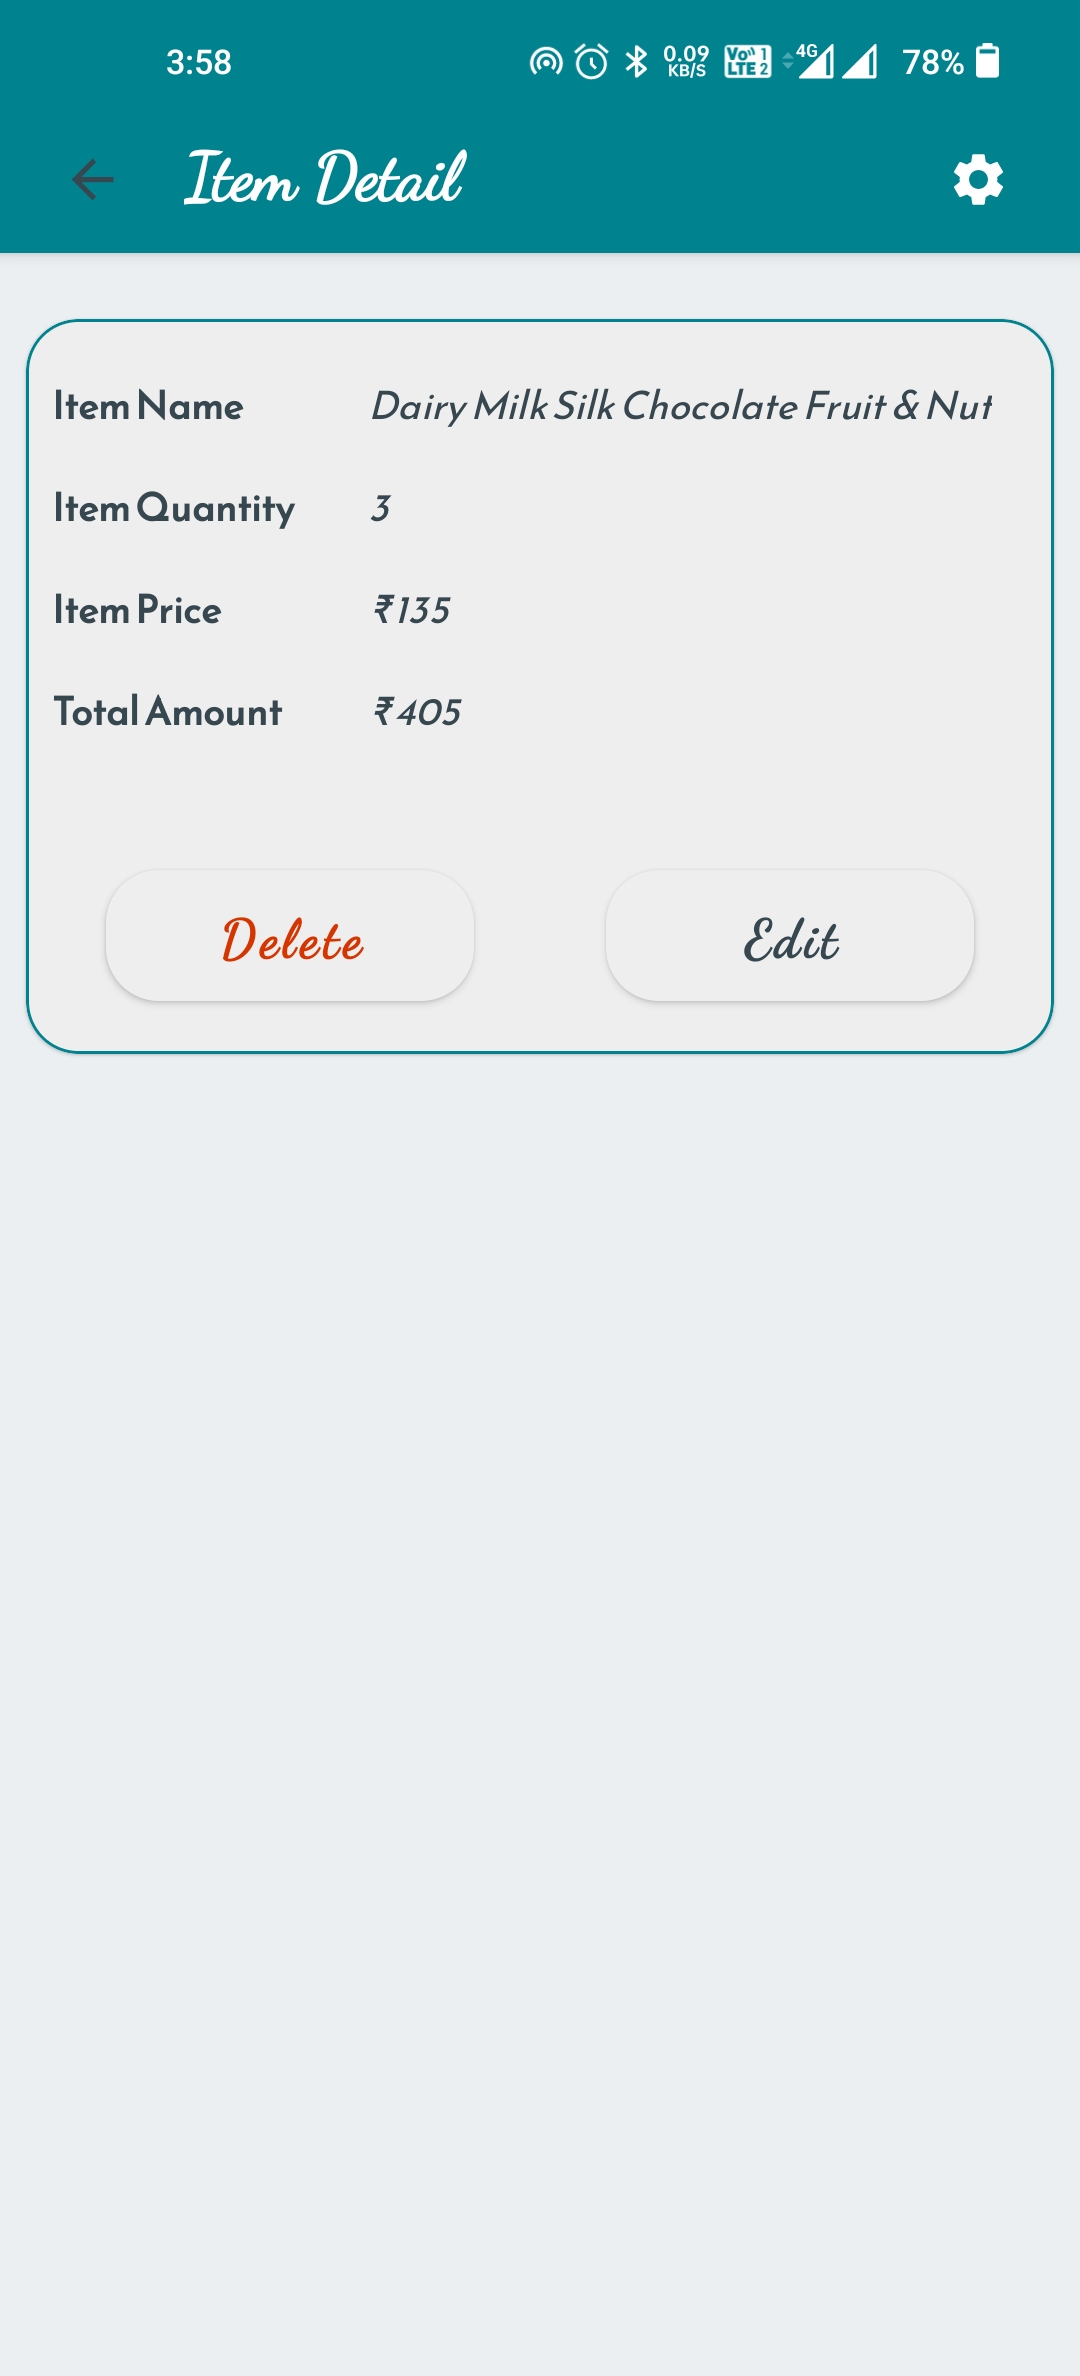 3:58
0.09 KB/S
Vo 1 LTE 2
4G
78%
Item Detail
Item Name Dairy Milk Silk Chocolate Fruit & Nut
Item Quantity 3
Item Price ₹135
Total Amount ₹405
Delete Edit